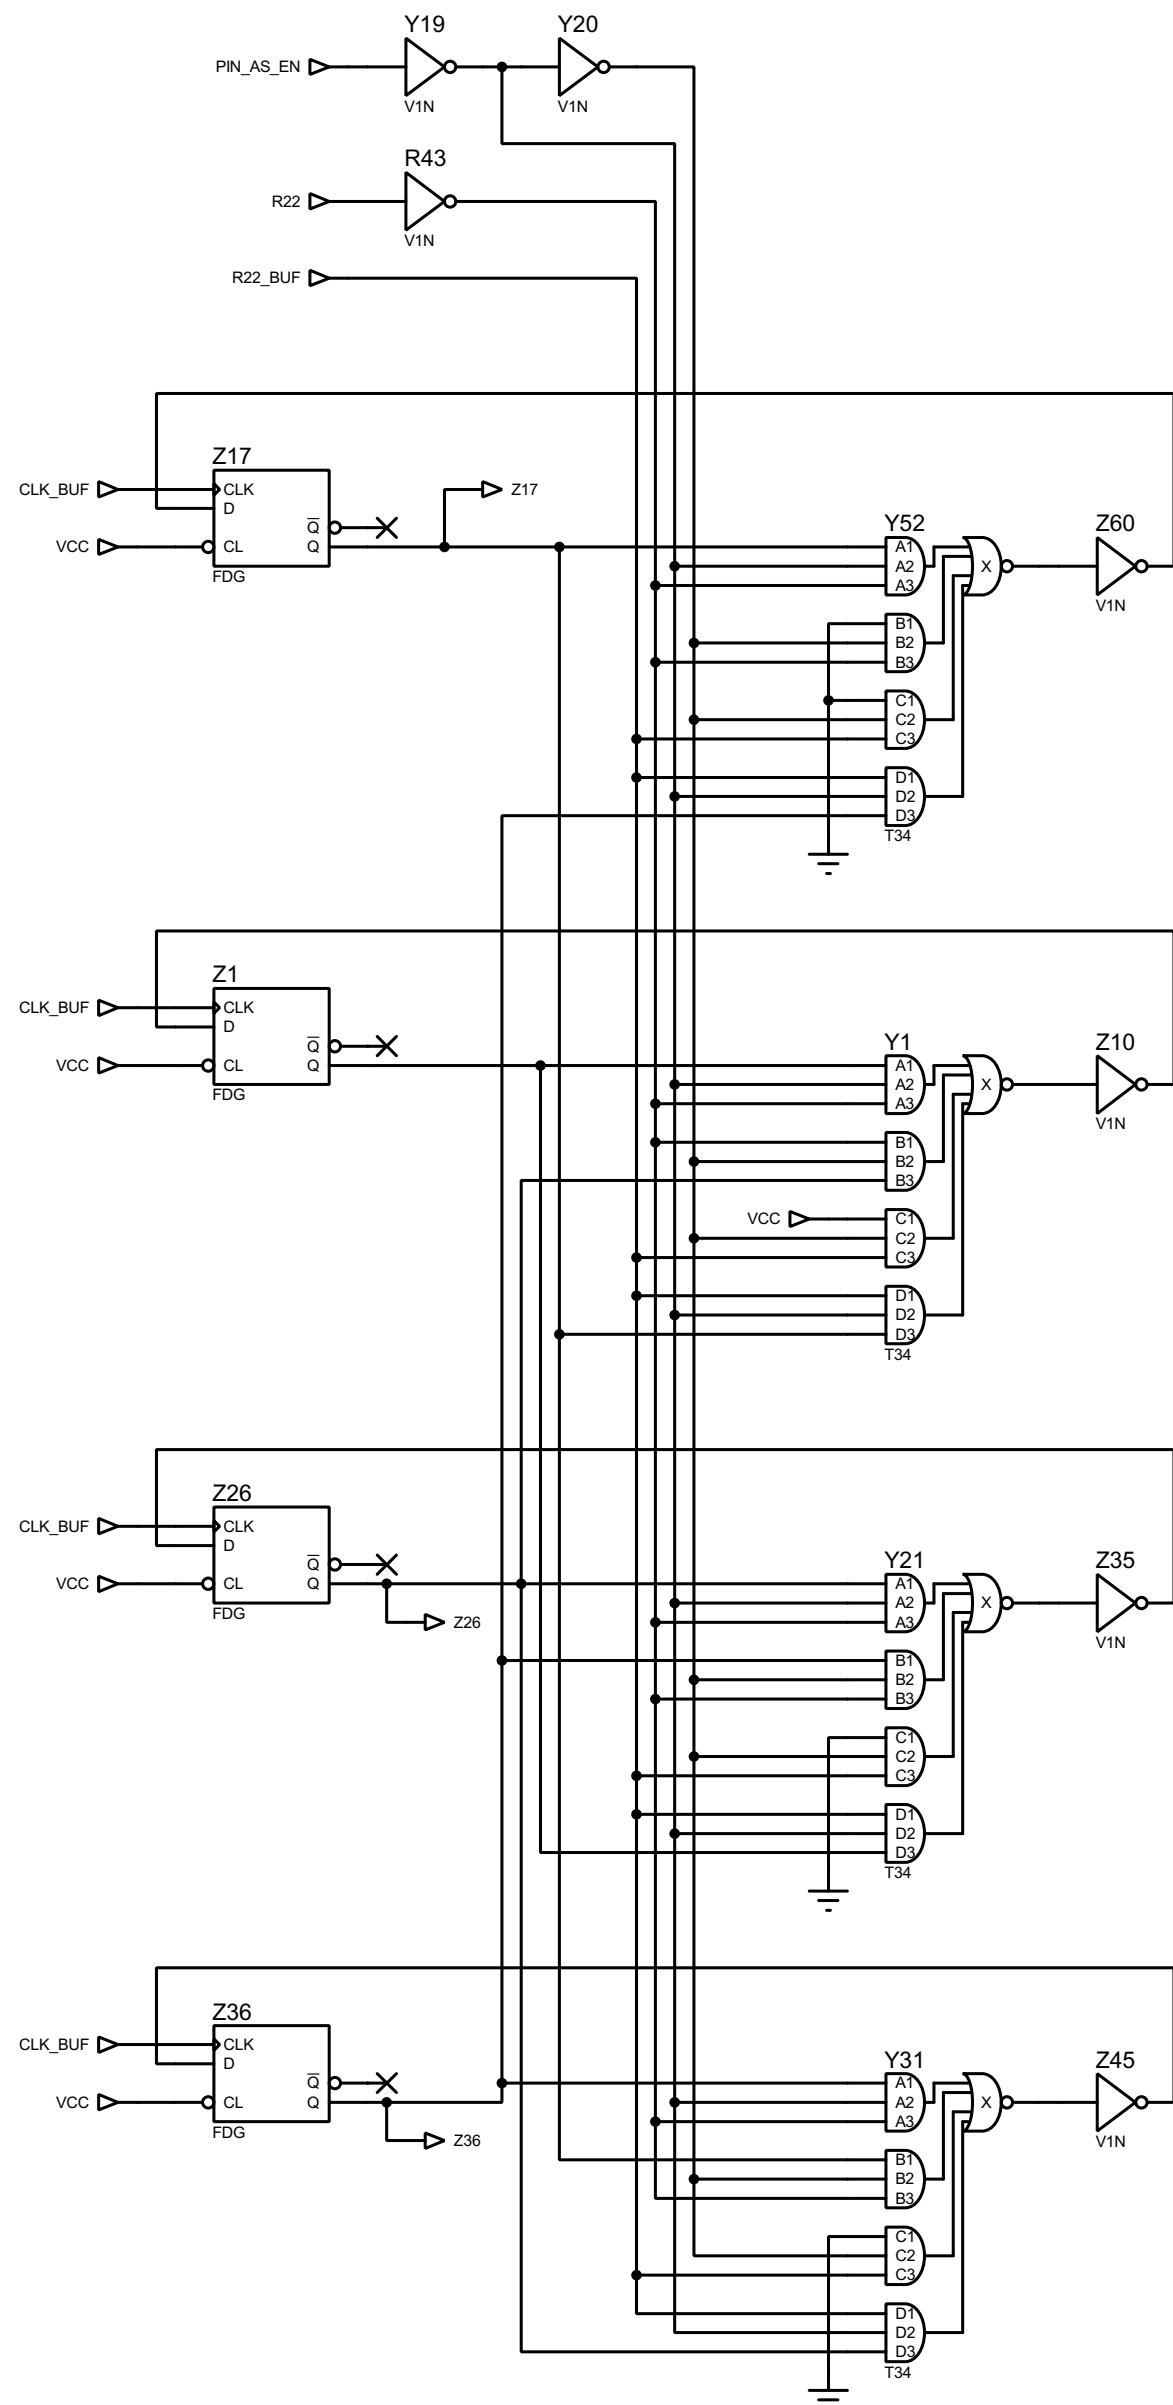 Y19 Y20
PIN_AS_EN
V1N V1N
R43
R22
V1N
R22_BUF
Z17
CLK_BUF CLK Z17
D
Q Y52 Z60
VCC CL Q A1
FDG A2 X
A3
V1N
B1
B2
B3
C1
C2
C3
D1
D2
D3
T34
Z1
CLK_BUF CLK
D
Q Y1 Z10
VCC CL Q A1
FDG A2 X
A3
V1N
B1
B2
B3
VCC C1
C2
C3
D1
D2
D3
T34
Z26
CLK_BUF CLK
D
Q Y21 Z35
VCC CL Q A1
FDG A2 X
Z26 A3
V1N
B1
B2
B3
C1
C2
C3
D1
D2
D3
T34
Z36
CLK_BUF CLK
D Y31 Z45
Q A1
VCC CL Q A2 X
FDG A3
Z36 V1N
B1
B2
B3
C1
C2
C3
D1
D2
D3
T34